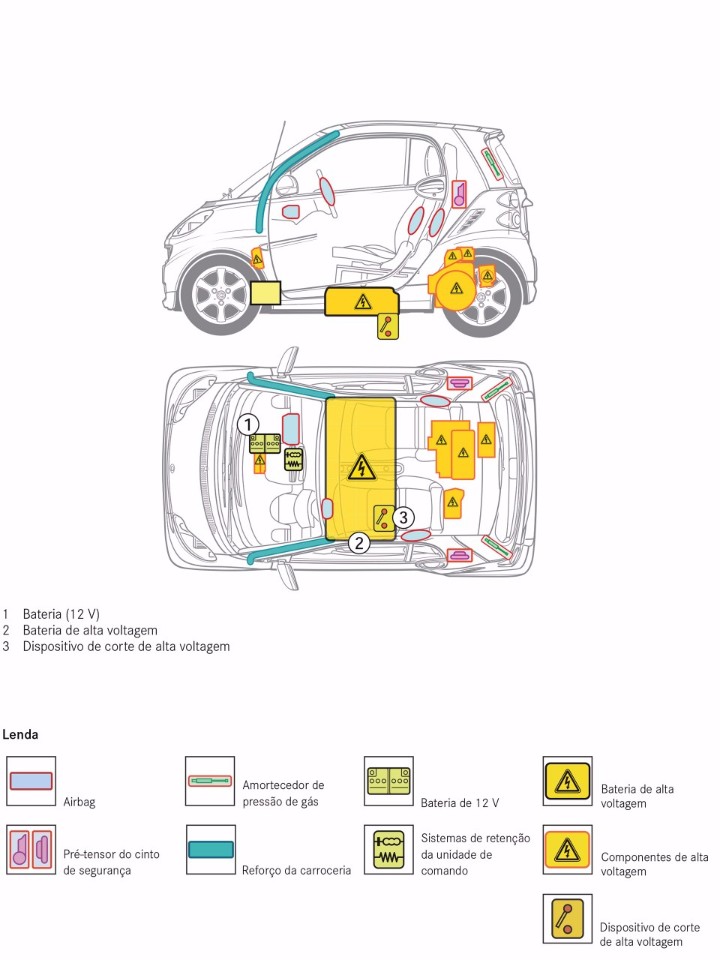 1
3
2
1 Bateria (12 V)
2 Bateria de alta voltagem
3 Dispositivo de corte de alta voltagem
Lenda
Airbag
Amortecedor de
pressão de gás
Bateria de 12 V
Bateria de alta
voltagem
Pré-tensor do cinto
de segurança
Reforço da carroceria
Sistemas de retenção
da unidade de
comando
Componentes de alta
voltagem
Dispositivo de corte
de alta voltagem